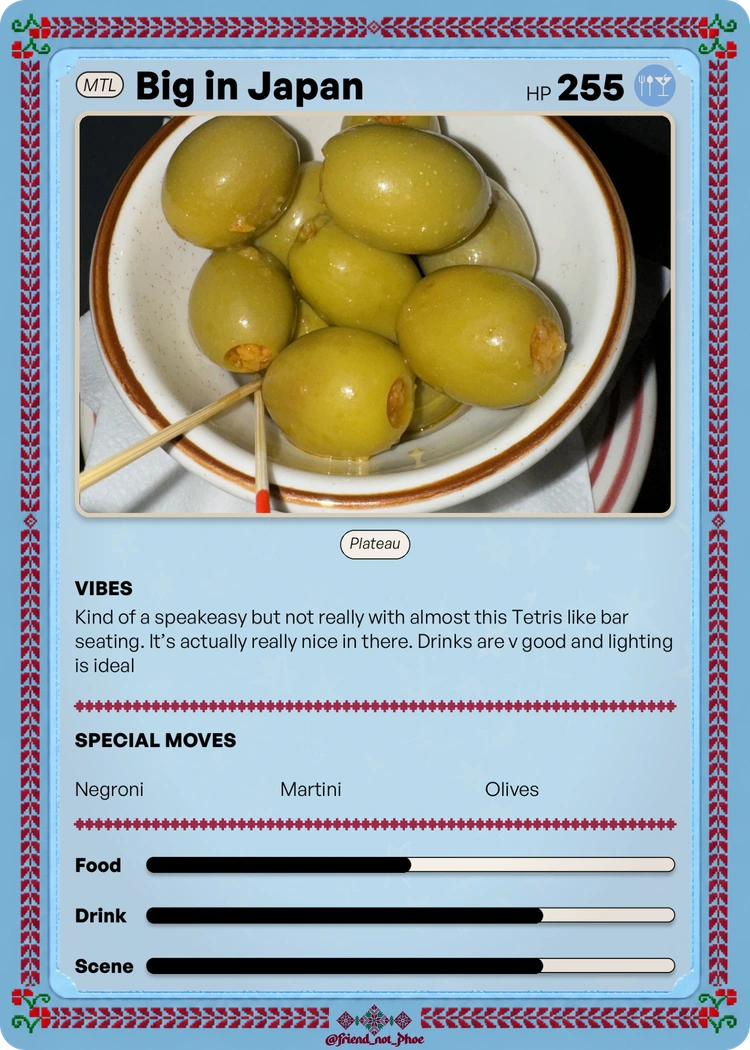 MTL Big in Japan HP 255
Plateau
VIBES
Kind of a speakeasy but not really with almost this Tetris like bar
seating. It's actually really nice in there. Drinks are v good and lighting
is ideal
SPECIAL MOVES
Negroni Martini Olives
Food
Drink
Scene
@friend_not_phoe